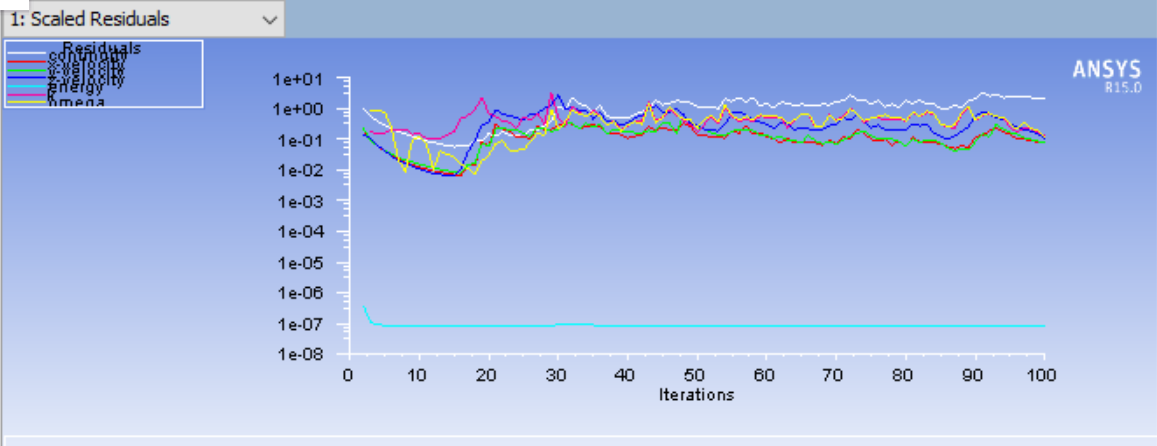 1: Scaled Residuals
Residuals
continuity
x-velocity
y-velocity
z-velocity
energy
k
omega
ANSYS
R15.0
1e+01
1e+00
1e-01
1e-02
1e-03
1e-04
1e-05
1e-06
1e-07
1e-08
0 10 20 30 40 50 60 70 80 90 100
Iterations